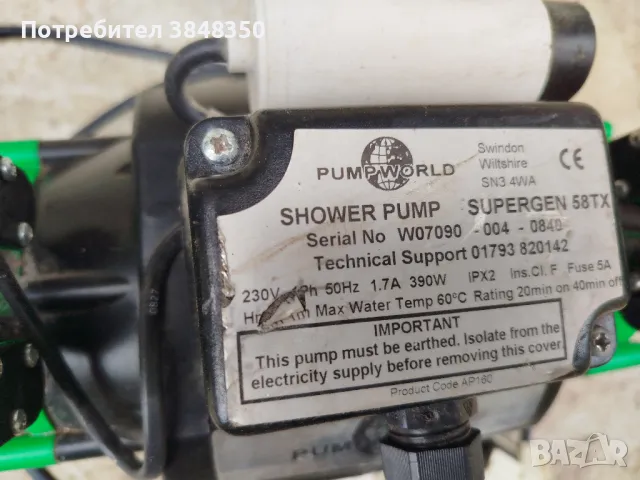 Потребител 3848350
PUMP WORLD
Swindon
Wiltshire
SN3 4WA
CE
SHOWER PUMP SUPERGEN 58TX
Serial No W07090 - 004 - 0840
Technical Support 01793 820142
230V 50Hz 1.7A 390W IPX2 Ins.Cl. F Fuse 5A
Max Water Temp 60°C Rating 20min on 40min off
IMPORTANT
This pump must be earthed. Isolate from the
electricity supply before removing this cover.
Product Code AP160
PUMP
BAZAR